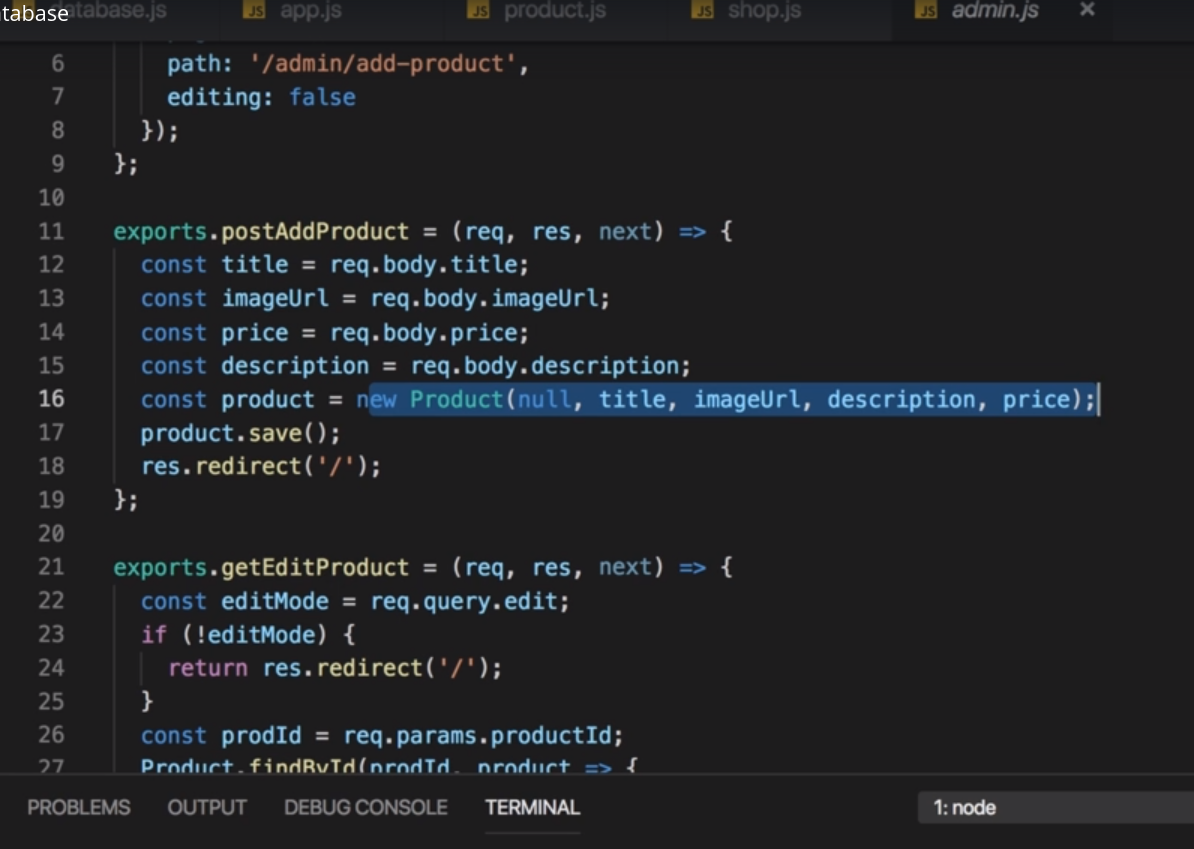 tabase
database.js JS app.js JS product.js JS shop.js JS admin.js ×
6 path: '/admin/add-product',
7 editing: false
8 });
9 };
10
11 exports.postAddProduct = (req, res, next) => {
12 const title = req.body.title;
13 const imageUrl = req.body.imageUrl;
14 const price = req.body.price;
15 const description = req.body.description;
16 const product = new Product(null, title, imageUrl, description, price);
17 product.save();
18 res.redirect('/');
19 };
20
21 exports.getEditProduct = (req, res, next) => {
22 const editMode = req.query.edit;
23 if (!editMode) {
24 return res.redirect('/');
25 }
26 const prodId = req.params.productId;
27 Product.findById(prodId, product => {
PROBLEMS OUTPUT DEBUG CONSOLE TERMINAL 1: node